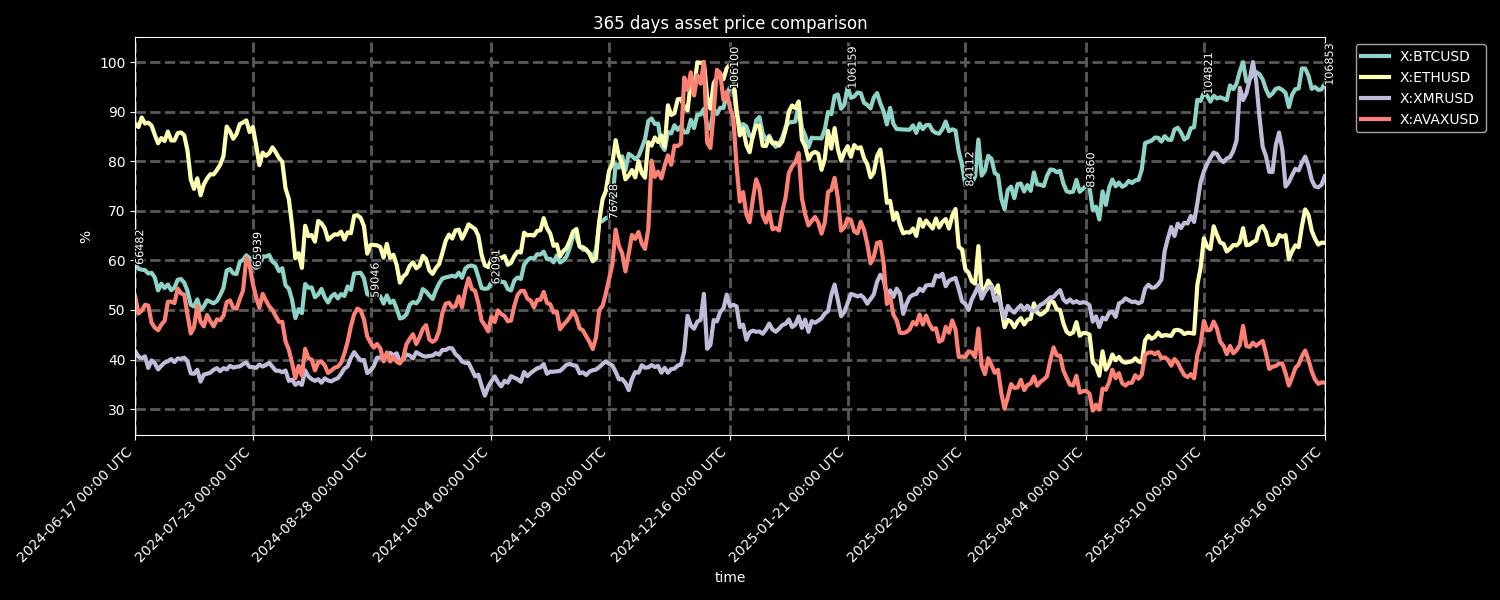 365 days asset price comparison
X:BTCUSD
X:ETHUSD
X:XMRUSD
X:AVAXUSD
100
90
80
70
60
50
40
30
%
66482
65939
59046
62091
76728
106100
106159
84112
83860
104821
106853
2024-06-17 00:00 UTC
2024-07-23 00:00 UTC
2024-08-28 00:00 UTC
2024-10-04 00:00 UTC
2024-11-09 00:00 UTC
2024-12-16 00:00 UTC
2025-01-21 00:00 UTC
2025-02-26 00:00 UTC
2025-04-04 00:00 UTC
2025-05-10 00:00 UTC
2025-06-16 00:00 UTC
time